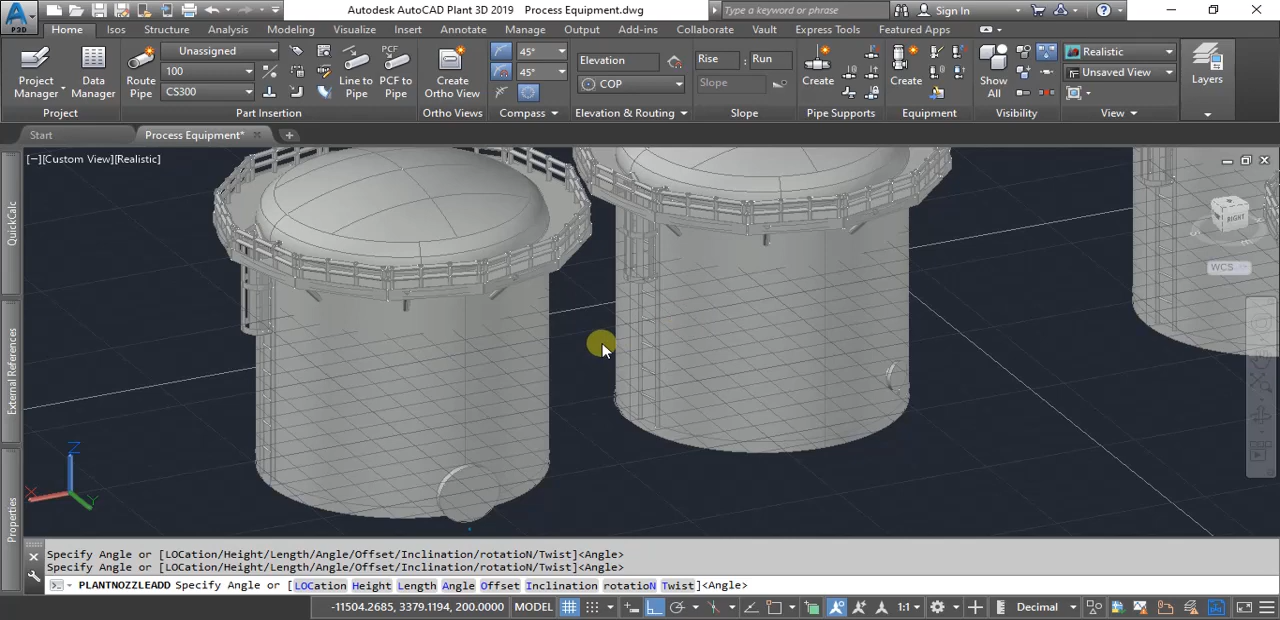 Autodesk AutoCAD Plant 3D 2019 Process Equipment.dwg
Type a keyword or phrase
Sign In
Home Isos Structure Analysis Modeling Visualize Insert Annotate Manage Output Add-ins Collaborate Vault Express Tools Featured Apps
P3D
Project Manager
Data Manager
Project
Route Pipe
Unassigned
100
CS300
Line to Pipe
PCF to Pipe
PCF
Part Insertion
Create Ortho View
Ortho Views
45°
45°
Compass
Elevation
COP
Elevation & Routing
Rise : Run
Slope
Slope
Create
Pipe Supports
Create
Equipment
Show All
Visibility
Realistic
Unsaved View
View
Layers
Start Process Equipment*
[−][Custom View][Realistic]
QuickCalc
External References
Properties
RIGHT
WCS
Z
X
Y
Specify Angle or [LOCation/Height/Length/Angle/Offset/Inclination/rotatioN/Twist]<Angle>
Specify Angle or [LOCation/Height/Length/Angle/Offset/Inclination/rotatioN/Twist]<Angle>
PLANTNOZZLEADD Specify Angle or [LOCation Height Length Angle Offset Inclination rotatioN Twist]<Angle>
-11504.2685, 3379.1194, 200.0000 MODEL 1:1 Decimal